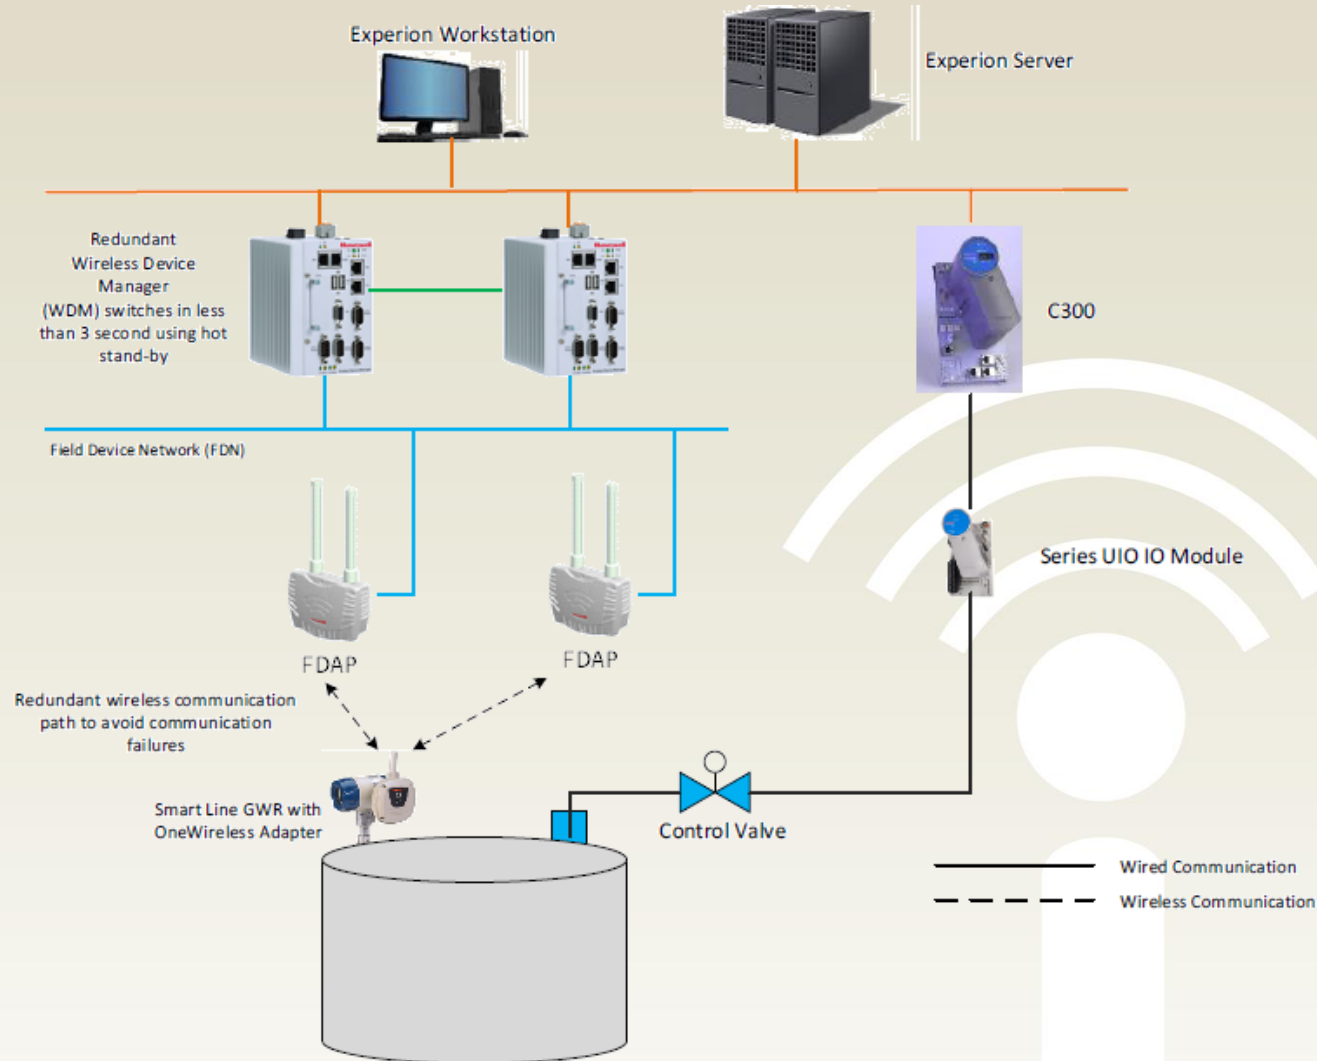 Experion Workstation
Experion Server
Redundant
Wireless Device
Manager
(WDM) switches in less
than 3 second using hot
stand-by
Honeywell
Honeywell
C300
Field Device Network (FDN)
Series UIO IO Module
FDAP
FDAP
Redundant wireless communication
path to avoid communication
failures
Smart Line GWR with
OneWireless Adapter
Control Valve
Wired Communication
Wireless Communication